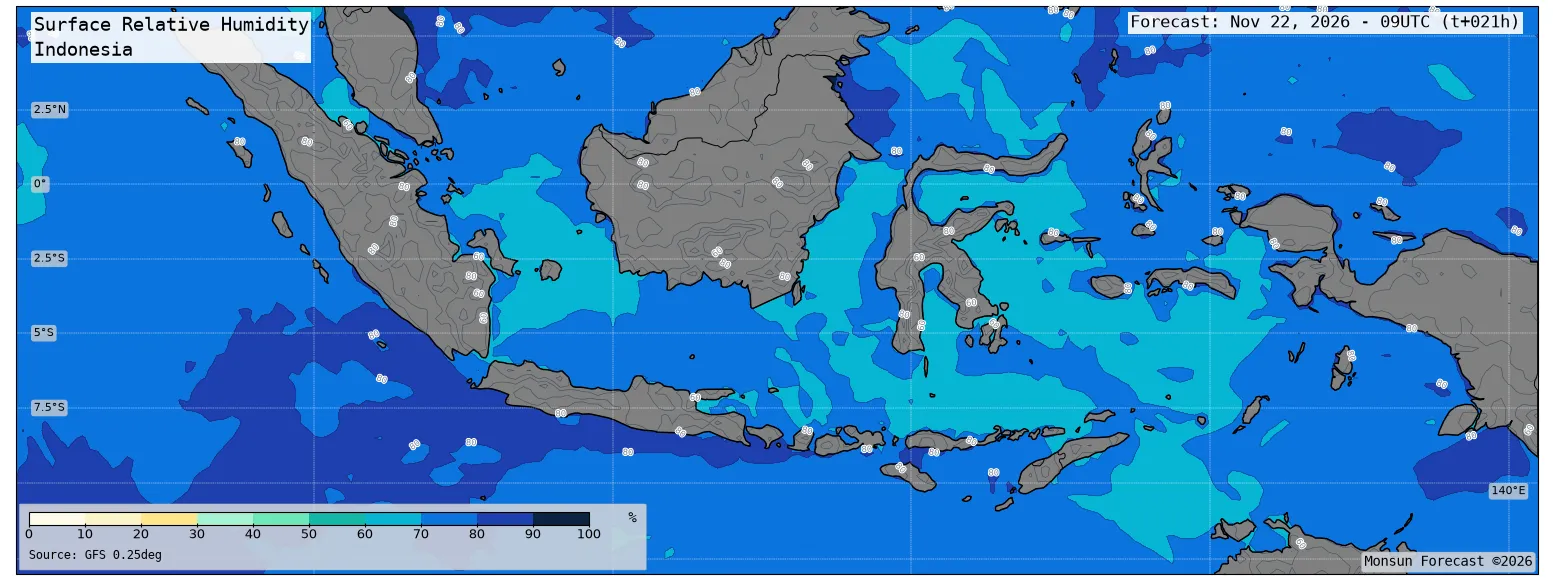 Surface Relative Humidity
Indonesia
Forecast: Nov 22, 2026 - 09UTC (t+021h)
2.5°N
0°
2.5°S
5°S
7.5°S
140°E
%
0 10 20 30 40 50 60 70 80 90 100
Source: GFS 0.25deg
Monsun Forecast ©2026